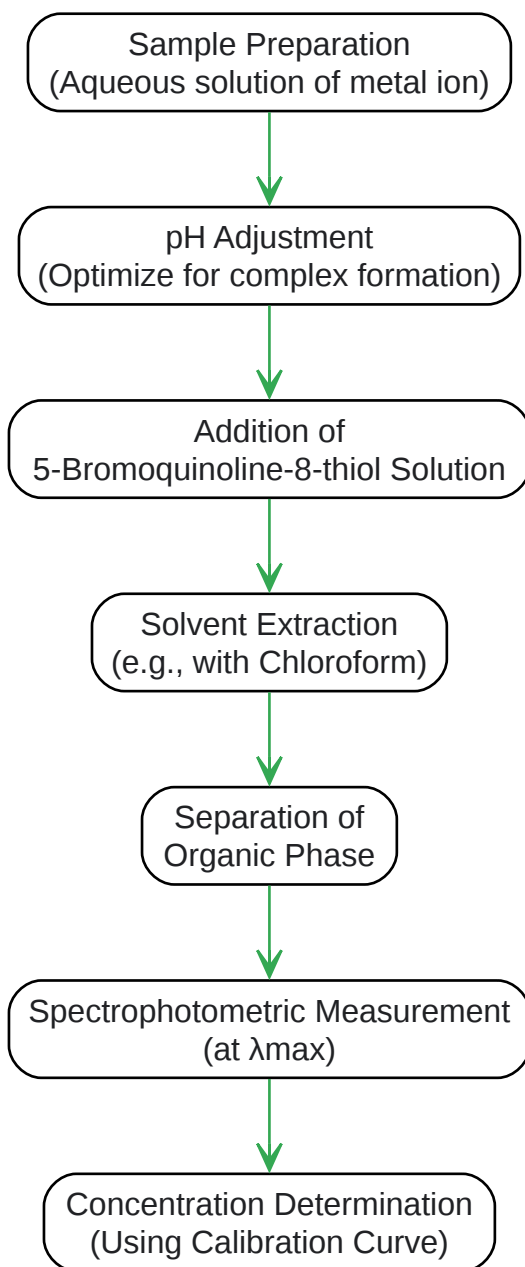 Sample Preparation
(Aqueous solution of metal ion)
pH Adjustment
(Optimize for complex formation)
Addition of
5-Bromoquinoline-8-thiol Solution
Solvent Extraction
(e.g., with Chloroform)
Separation of
Organic Phase
Spectrophotometric Measurement
(at λmax)
Concentration Determination
(Using Calibration Curve)